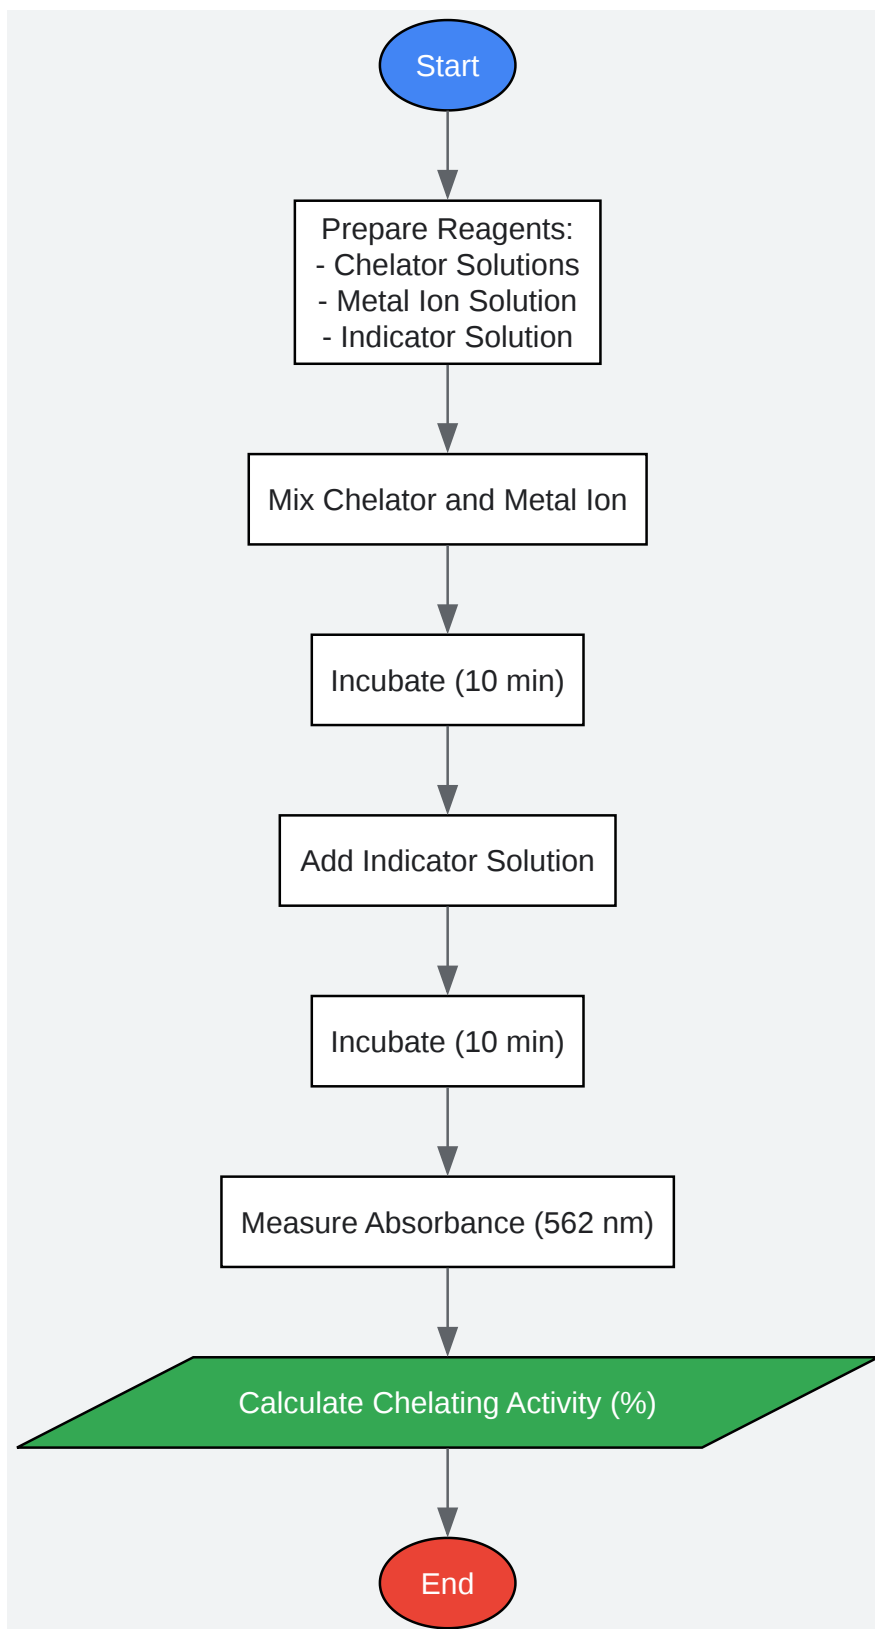 Start
Prepare Reagents:
- Chelator Solutions
- Metal Ion Solution
- Indicator Solution
Mix Chelator and Metal Ion
Incubate (10 min)
Add Indicator Solution
Incubate (10 min)
Measure Absorbance (562 nm)
Calculate Chelating Activity (%)
End